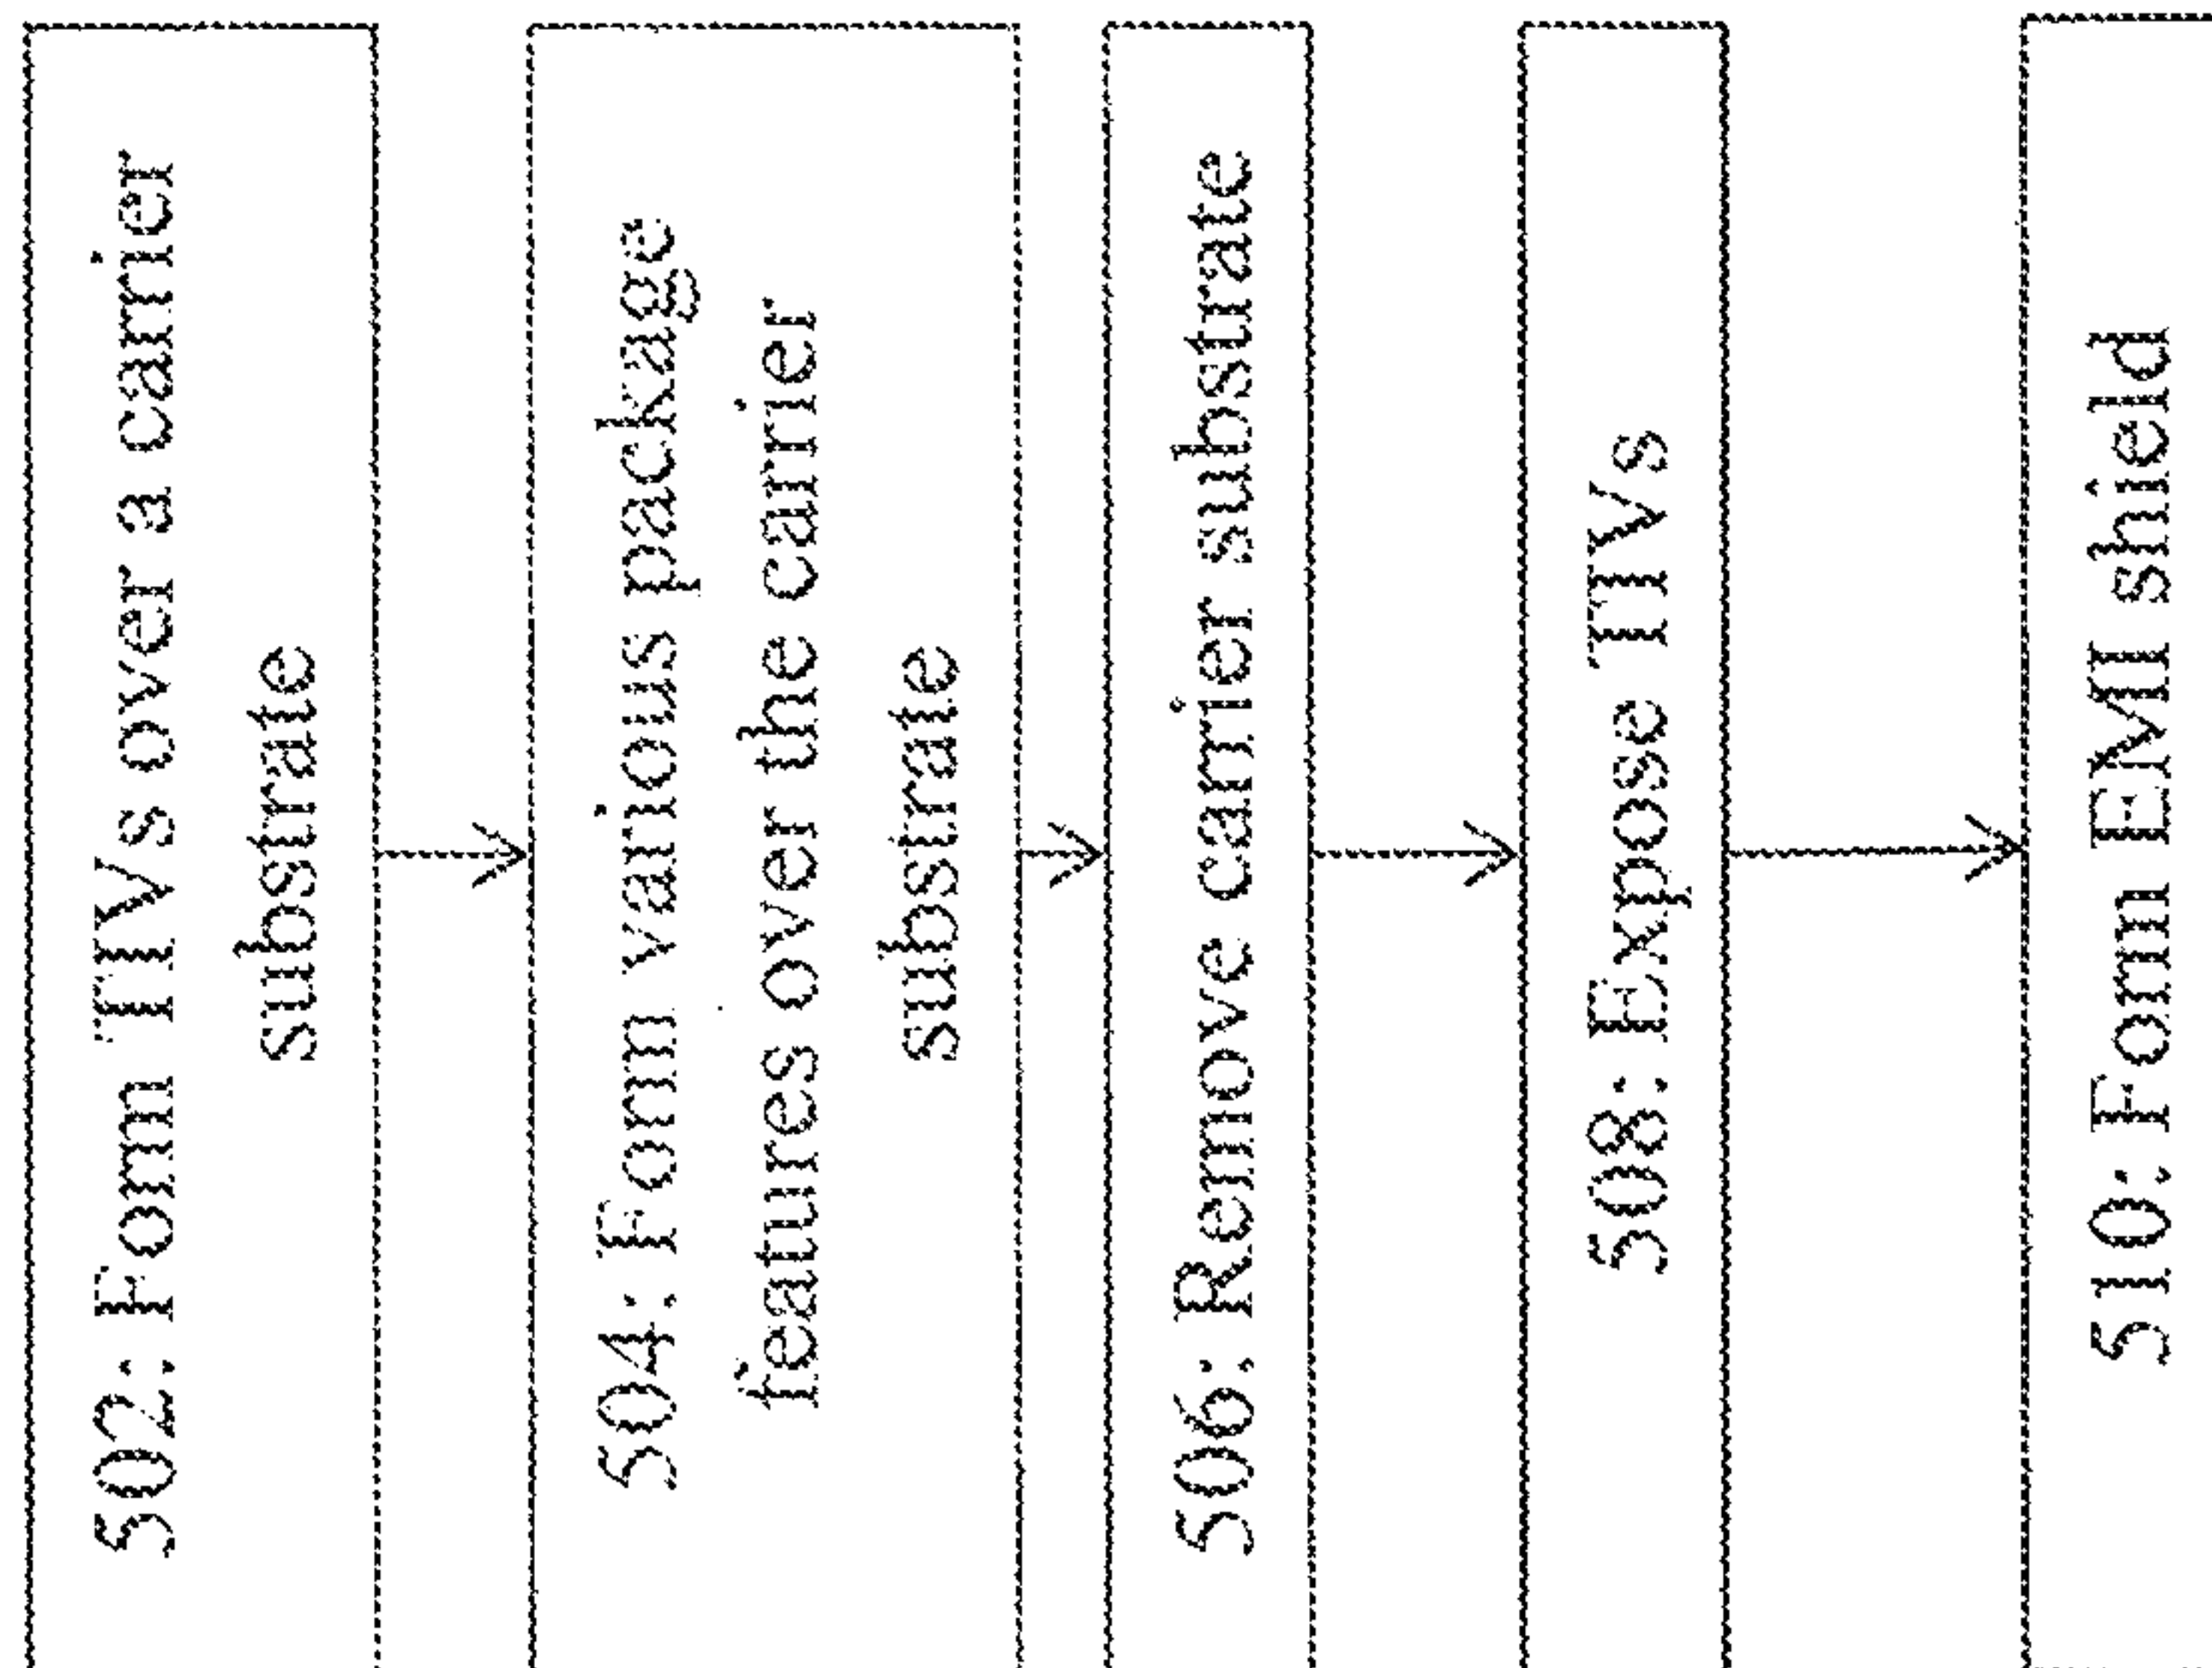 502: Form TIVs over a carrier
substrate
504: Form various package
features over the carrier
substrate
506: Remove carrier substrate
508: Expose TIVs
510: Form EMI shield